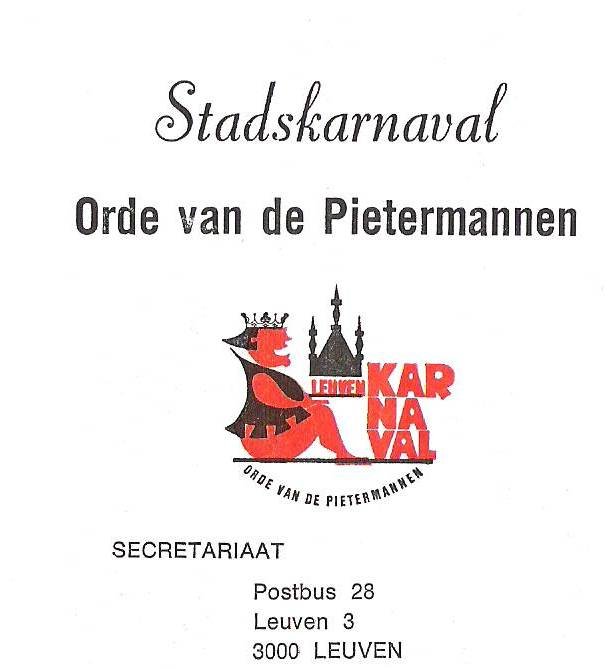 Stadskarnaval
Orde van de Pietermannen
LEUVEN
KAR
NA
VAL
ORDE VAN DE PIETERMANNEN
SECRETARIAAT
Postbus 28
Leuven 3
3000 LEUVEN